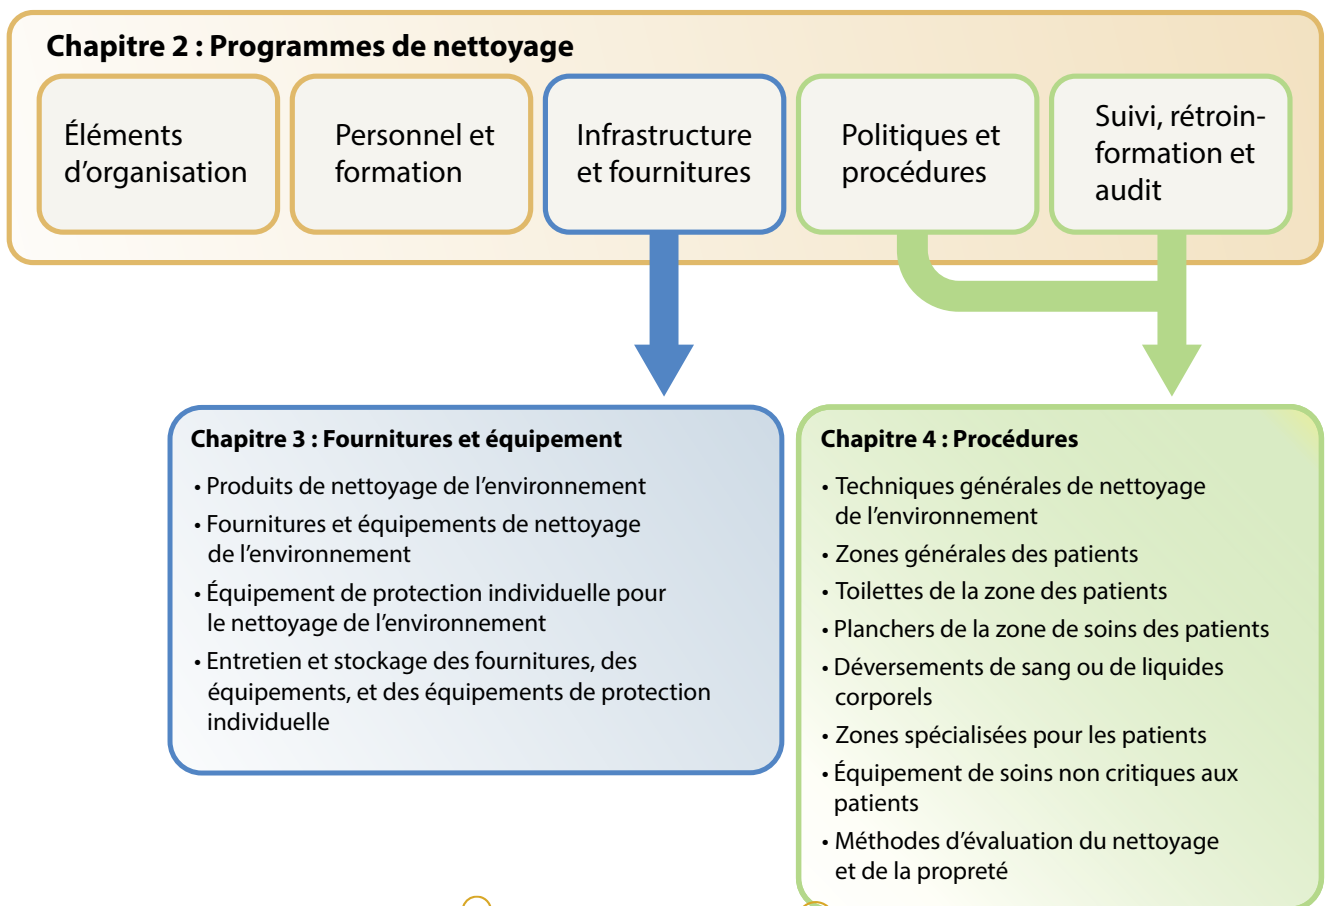 Chapitre 2 : Programmes de nettoyage
Éléments
d’organisation
Personnel et
formation
Infrastructure
et fournitures
Politiques et
procédures
Suivi, rétroin-
formation et
audit
Chapitre 3 : Fournitures et équipement
• Produits de nettoyage de l’environnement
• Fournitures et équipements de nettoyage
de l’environnement
• Équipement de protection individuelle pour
le nettoyage de l’environnement
• Entretien et stockage des fournitures, des
équipements, et des équipements de protection
individuelle
Chapitre 4 : Procédures
• Techniques générales de nettoyage
de l’environnement
• Zones générales des patients
• Toilettes de la zone des patients
• Planchers de la zone de soins des patients
• Déversements de sang ou de liquides
corporels
• Zones spécialisées pour les patients
• Équipement de soins non critiques aux
patients
• Méthodes d’évaluation du nettoyage
et de la propreté